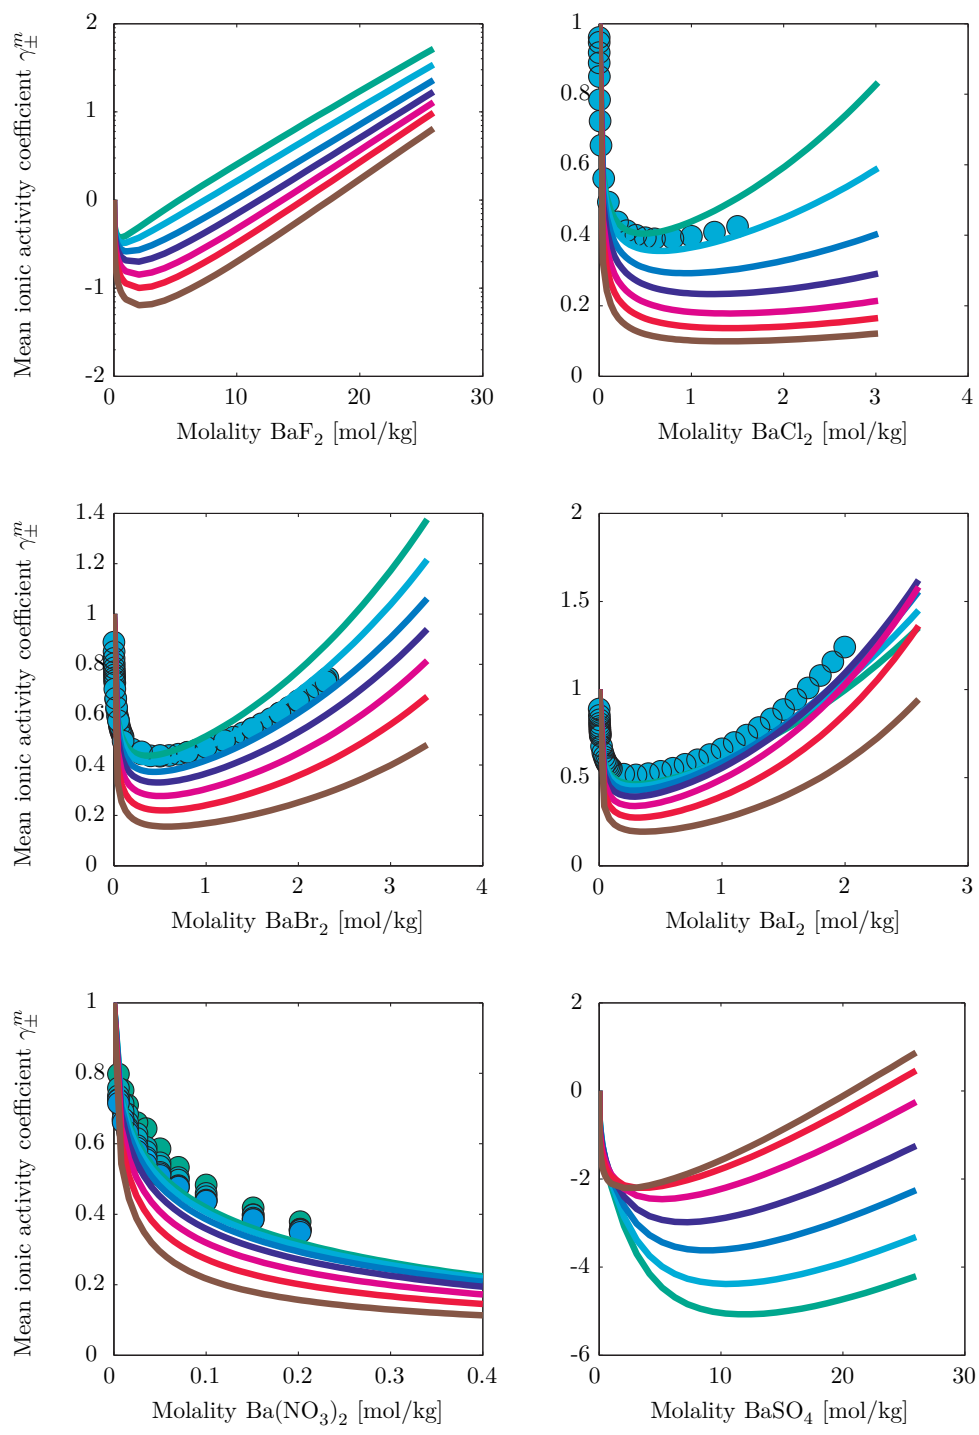 Mean ionic activity coefficient γ±^m
2
1
0
-1
-2
0 10 20 30
Molality BaF₂ [mol/kg]
1
0.8
0.6
0.4
0.2
0
0 1 2 3 4
Molality BaCl₂ [mol/kg]
Mean ionic activity coefficient γ±^m
1.4
1.2
1
0.8
0.6
0.4
0.2
0
0 1 2 3 4
Molality BaBr₂ [mol/kg]
2
1.5
1
0.5
0
0 1 2 3
Molality BaI₂ [mol/kg]
Mean ionic activity coefficient γ±^m
1
0.8
0.6
0.4
0.2
0
0 0.1 0.2 0.3 0.4
Molality Ba(NO₃)₂ [mol/kg]
2
0
-2
-4
-6
0 10 20 30
Molality BaSO₄ [mol/kg]